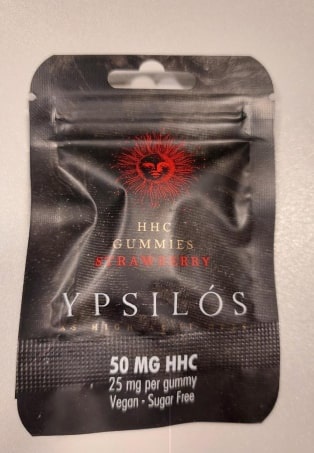 HHC
GUMMIES
STRAWBERRY
YPSILÓS
50 MG HHC
25 mg per gummy
Vegan • Sugar Free